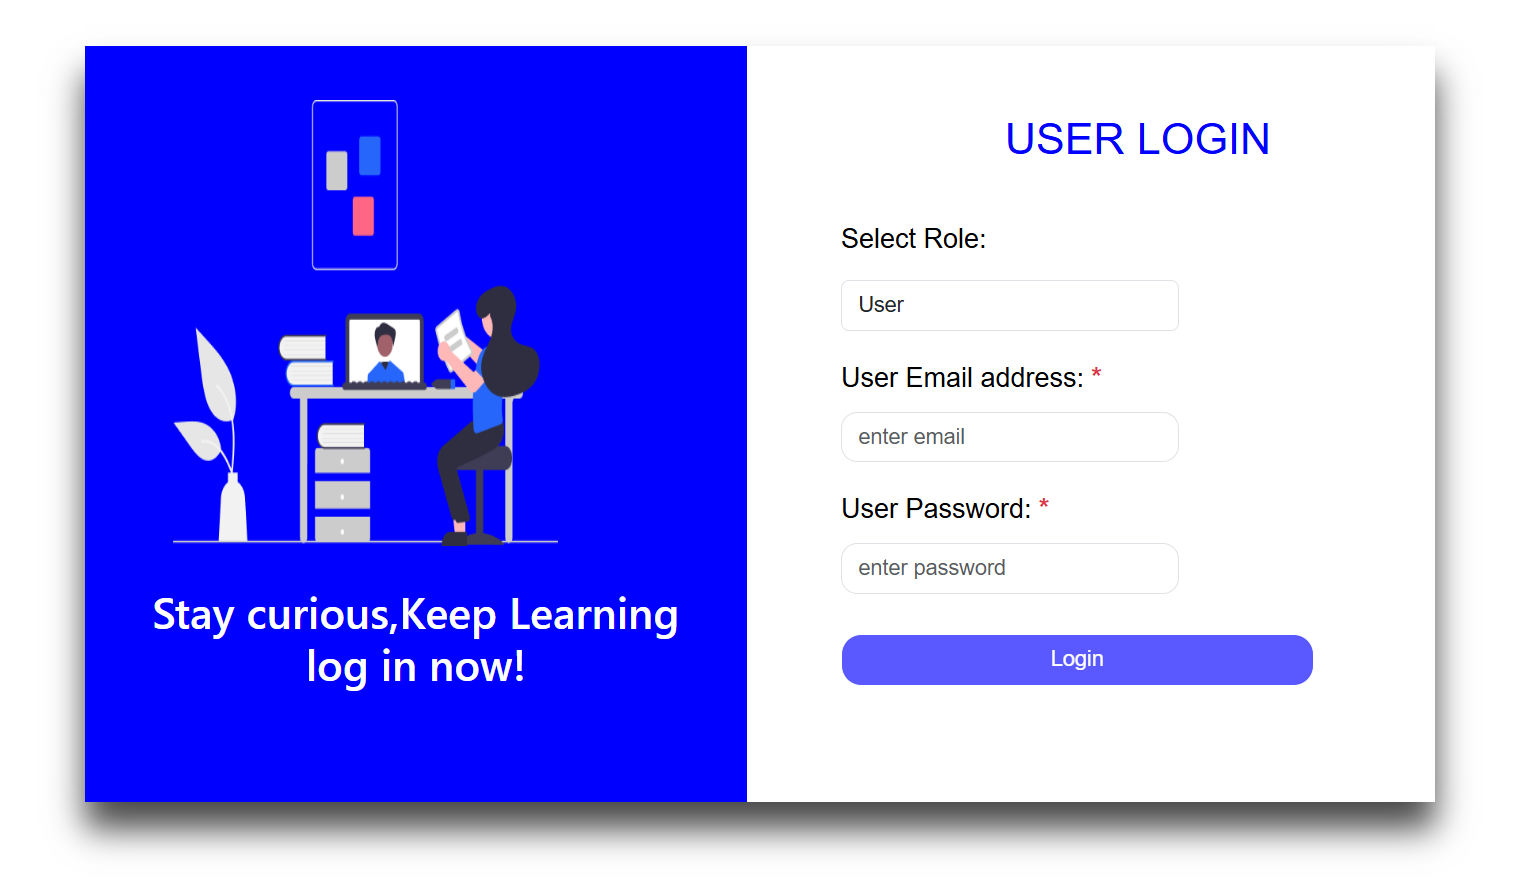 Stay curious,Keep Learning
log in now!
USER LOGIN
Select Role:
User
User Email address: *
enter email
User Password: *
enter password
Login